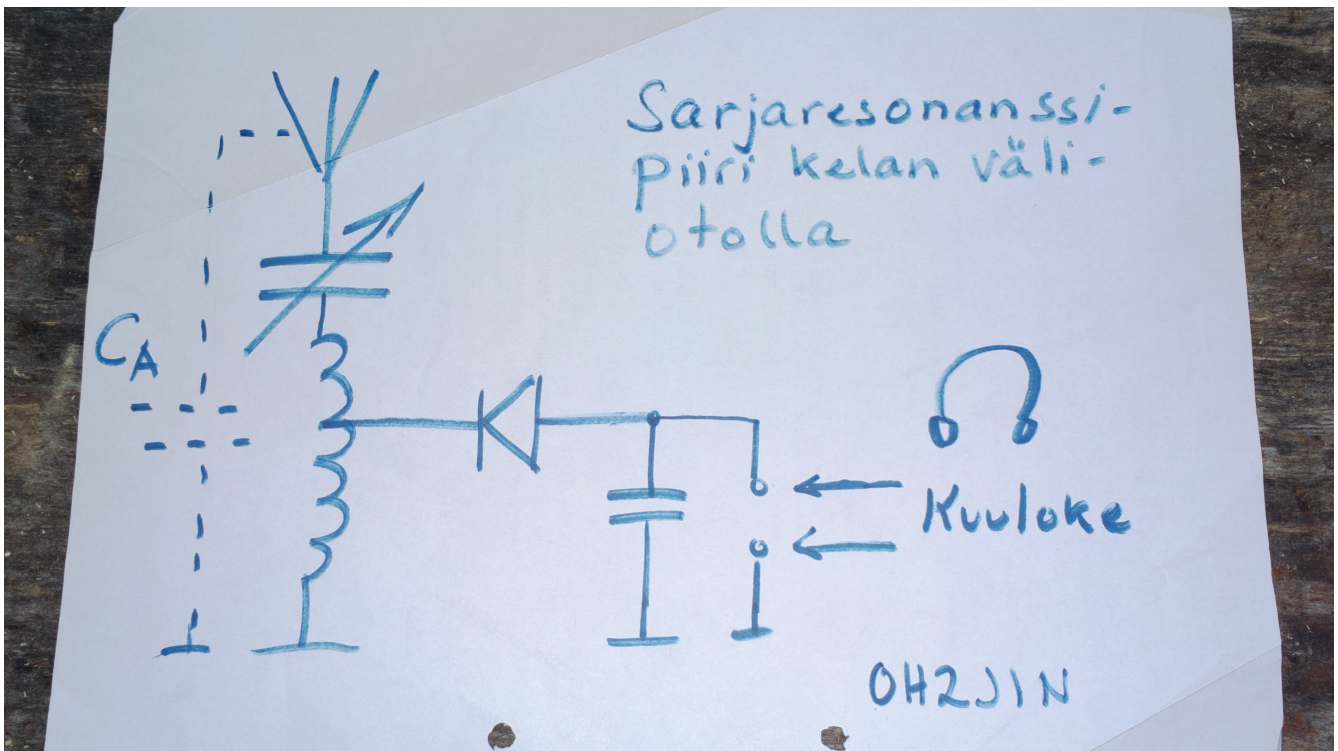 Sarjaresonanssi-
piiri kelan väli-
otolla
CA
Kuuloke
OH2JIN